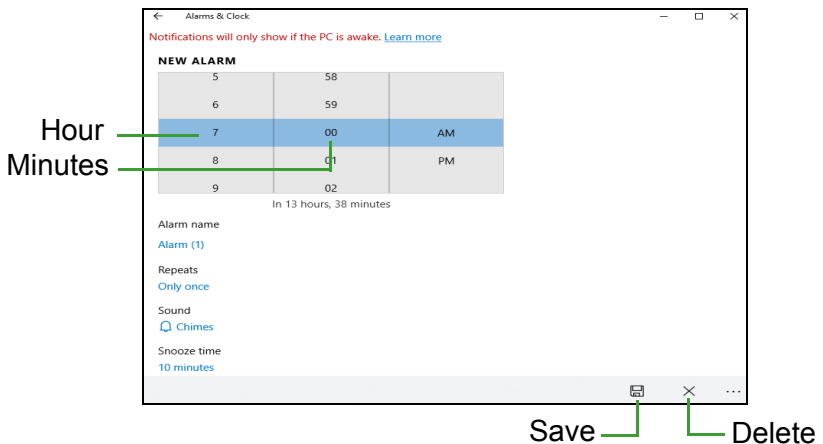 ← Alarms & Clock
Notifications will only show if the PC is awake. Learn more
NEW ALARM
5 58
6 59
Hour 7 00 AM
Minutes 8 01 PM
9 02
In 13 hours, 38 minutes
Alarm name
Alarm (1)
Repeats
Only once
Sound
Chimes
Snooze time
10 minutes
...
Save Delete